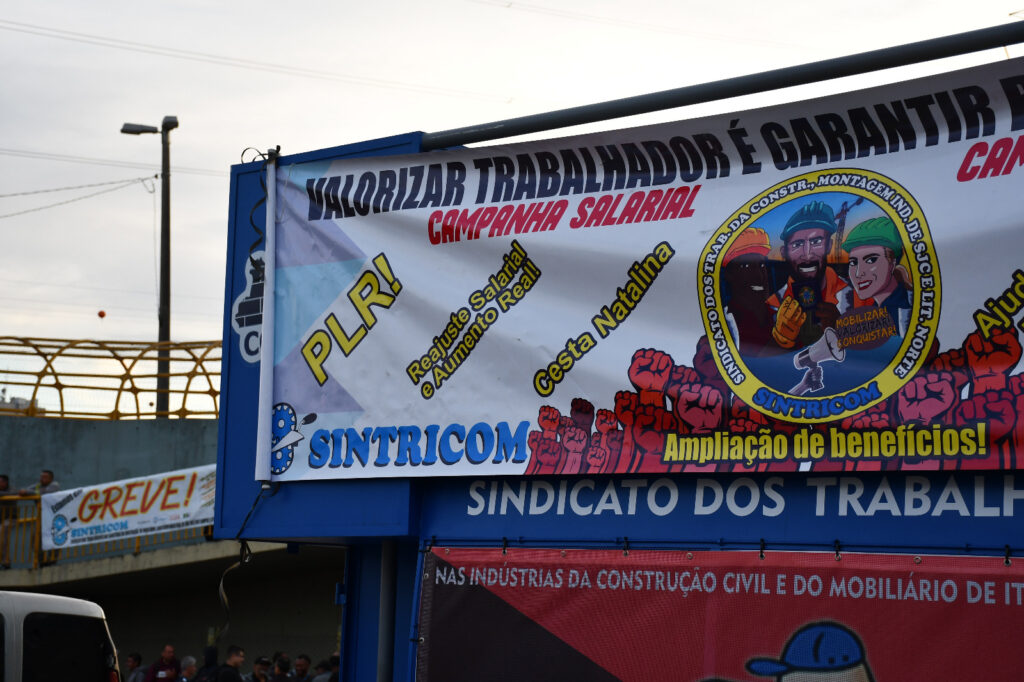 VALORIZAR TRABALHADOR É GARANTIR
CAMPANHA SALARIAL
PLR!
Reajuste Salarial
e Aumento Real!
Cesta Natalina
SINDICATO DOS TRAB. DA CONSTR., MONTAGEM, IND. DE SJC E LIT. NORTE
MOBILIZAR!
VALORIZAR!
CONQUISTAR!
SINTRICOM
Ampliação de benefícios!
SINTRICOM
GREVE!
SINTRICOM
SINDICATO DOS TRABALH
NAS INDÚSTRIAS DA CONSTRUÇÃO CIVIL E DO MOBILIÁRIO DE IT